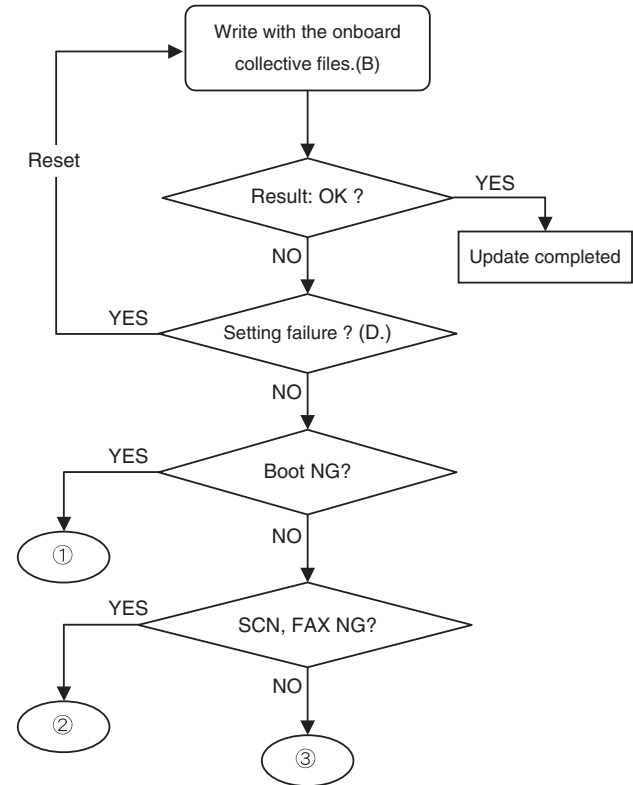 Write with the onboard
collective files.(B)
Reset
Result: OK ?
YES
Update completed
NO
YES
Setting failure ? (D.)
NO
YES
Boot NG?
①
NO
YES
SCN, FAX NG?
②
NO
③